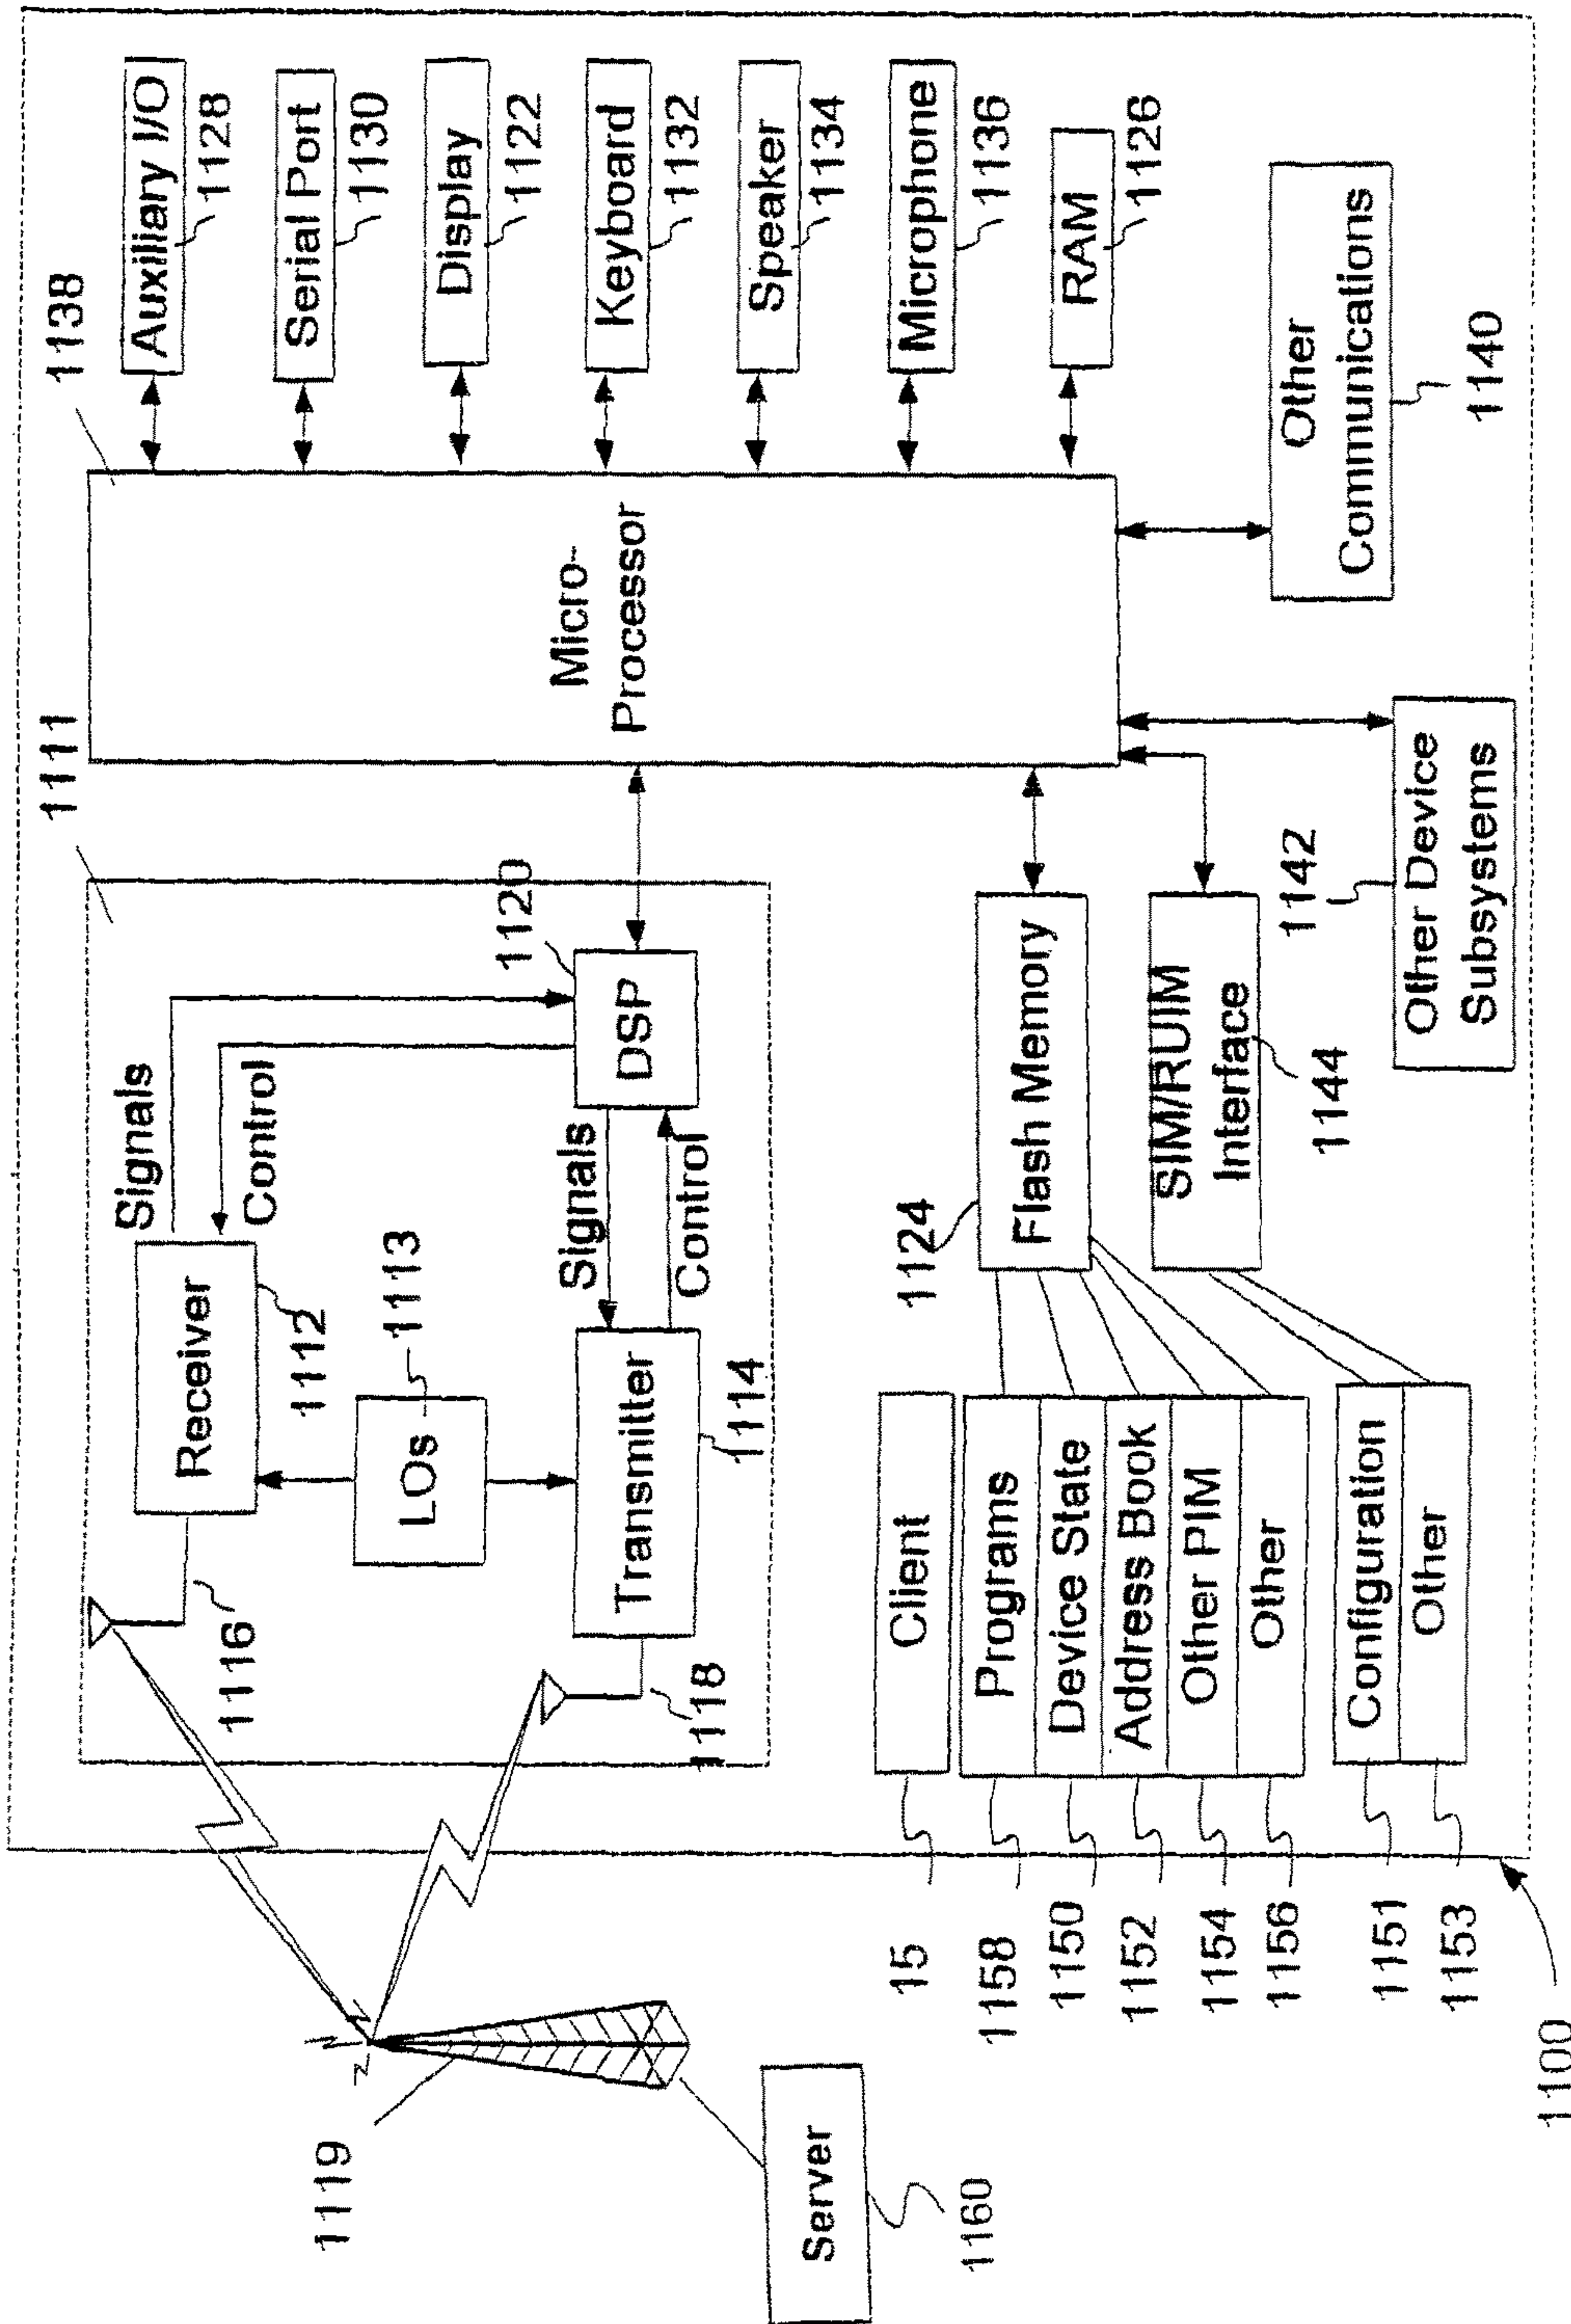 1138
1111
Auxiliary I/O
1128
Serial Port
1130
Display
1122
Keyboard
1132
Speaker
1134
Microphone
1136
RAM
1126
Other
Communications
1140
Micro-
Processor
Signals
Control
Receiver
1112
1116
LOs
1113
DSP
1120
Signals
Control
Transmitter
1114
1118
Flash Memory
1124
SIM/RUIM
Interface
1144
Other Device
Subsystems
1142
Client
15
Programs
1158
Device State
1150
Address Book
1152
Other PIM
1154
Other
1156
Configuration
1151
Other
1153
1119
Server
1160
1100